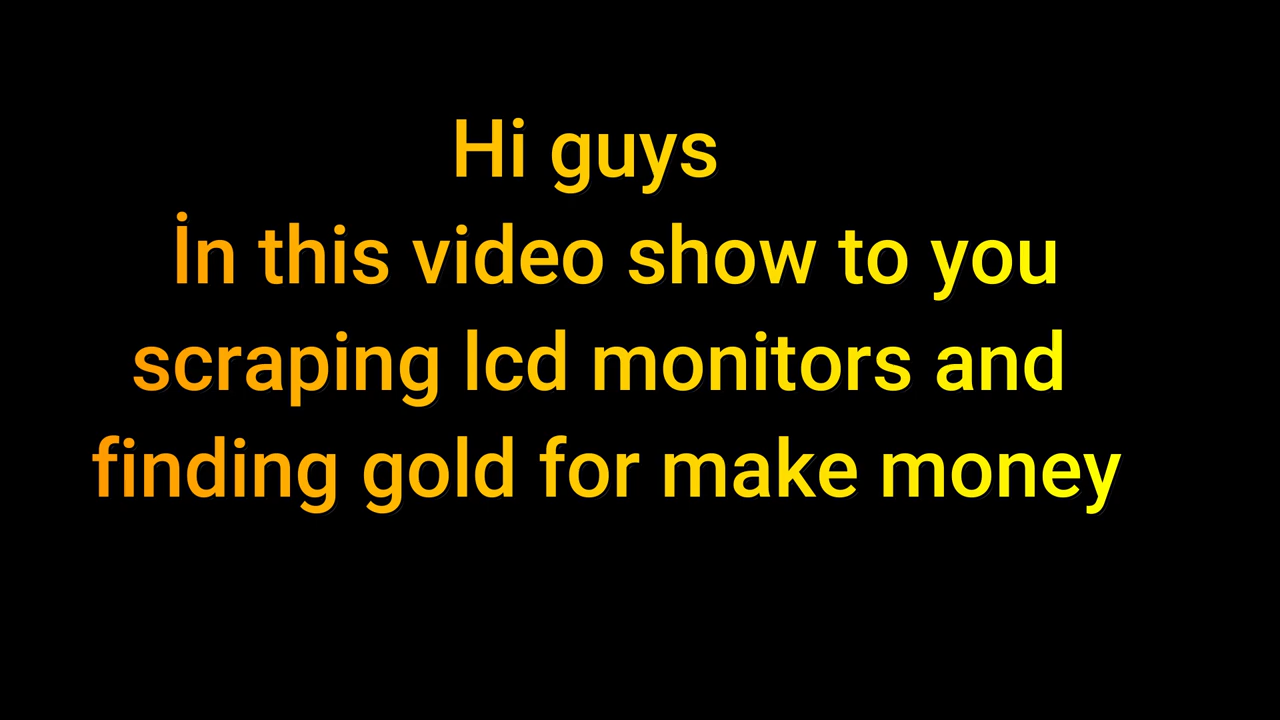 Hi guys
İn this video show to you
scraping lcd monitors and
finding gold for make money